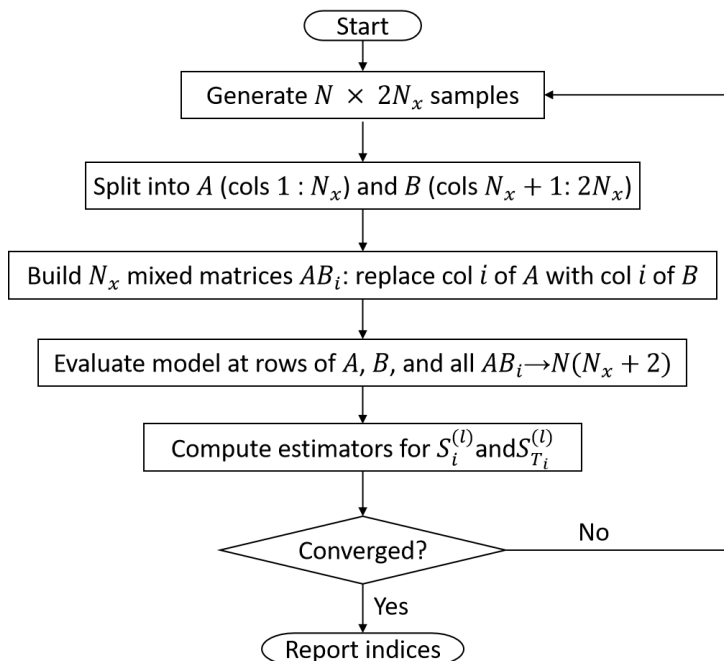 Start
Generate $N \times 2N_x$ samples
Split into $A$ (cols $1 : N_x$) and $B$ (cols $N_x + 1 : 2N_x$)
Build $N_x$ mixed matrices $AB_i$: replace col $i$ of $A$ with col $i$ of $B$
Evaluate model at rows of $A$, $B$, and all $AB_i \rightarrow N(N_x + 2)$
Compute estimators for $S_i^{(l)}$ and $S_{T_i}^{(l)}$
Converged?
No
Yes
Report indices